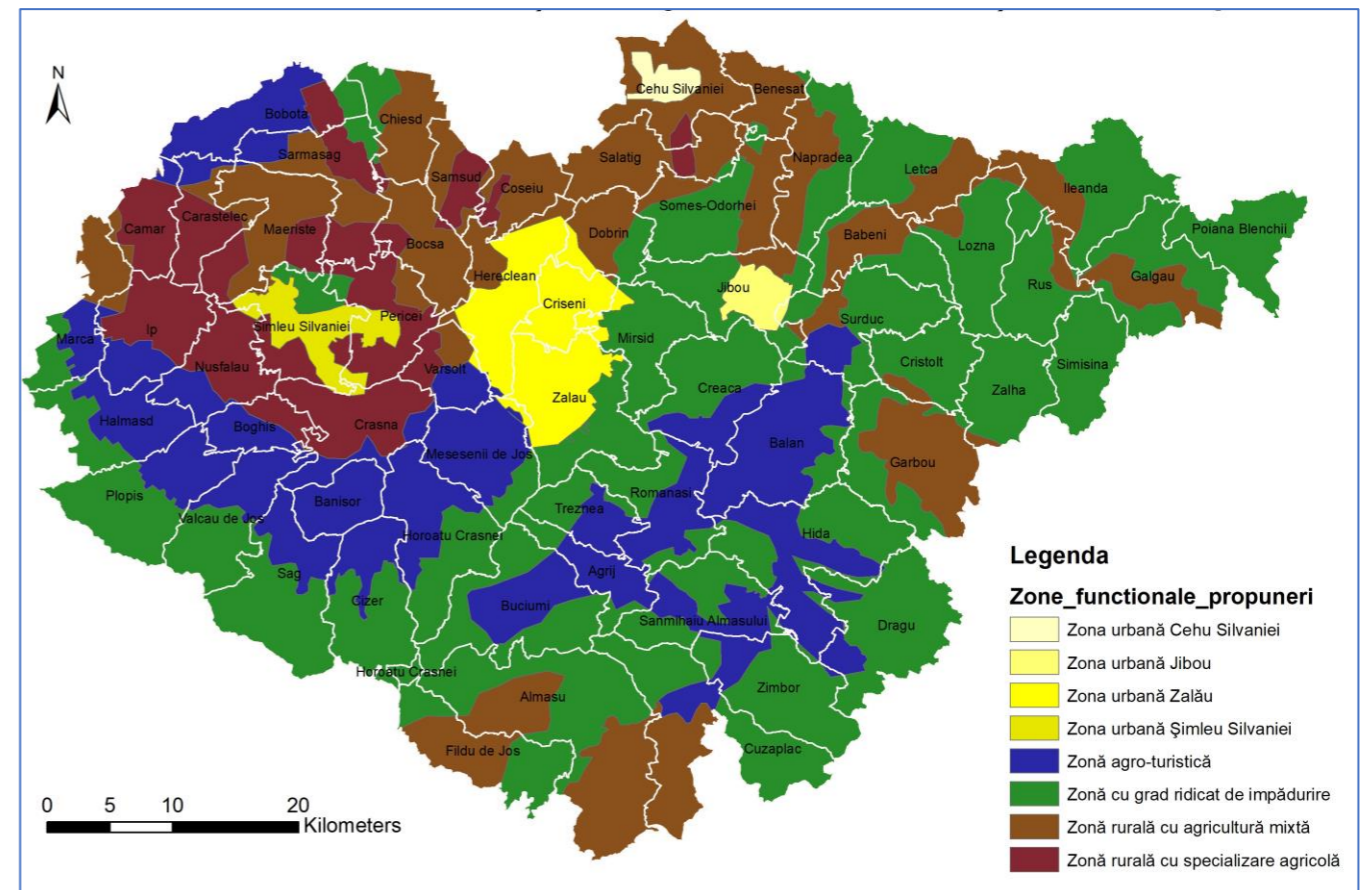 N
Cehu Silvaniei
Benesat
Bobota
Chiesd
Sarmasag
Salatig
Napradea
Letca
Samsud
Coseiu
Ileanda
Somes-Odorhei
Carastelec
Camar
Maeriste
Dobrin
Babeni
Poiana Blenchii
Bocsa
Lozna
Hereclean
Galgau
Rus
Jibou
Criseni
Pericei
Surduc
Simleu Silvaniei
Ip
Marca
Mirsid
Cristolt
Simisina
Nusfalau
Varsolt
Creaca
Zalha
Zalau
Halmasd
Boghis
Crasna
Balan
Mesesenii de Jos
Garbou
Plopis
Banisor
Romanasi
Valcau de Jos
Treznea
Horoatu Crasnei
Hida
Sag
Agrij
Cizer
Buciumi
Sanmihaiu Almasului
Dragu
Horoatu Crasnei
Zimbor
Almasu
Fildu de Jos
Cuzaplac
0 5 10 20
Kilometers
Legenda
Zone_functionale_propuneri
Zona urbană Cehu Silvaniei
Zona urbană Jibou
Zona urbană Zalău
Zona urbană Şimleu Silvaniei
Zonă agro-turistică
Zonă cu grad ridicat de împădurire
Zonă rurală cu agricultură mixtă
Zonă rurală cu specializare agricolă